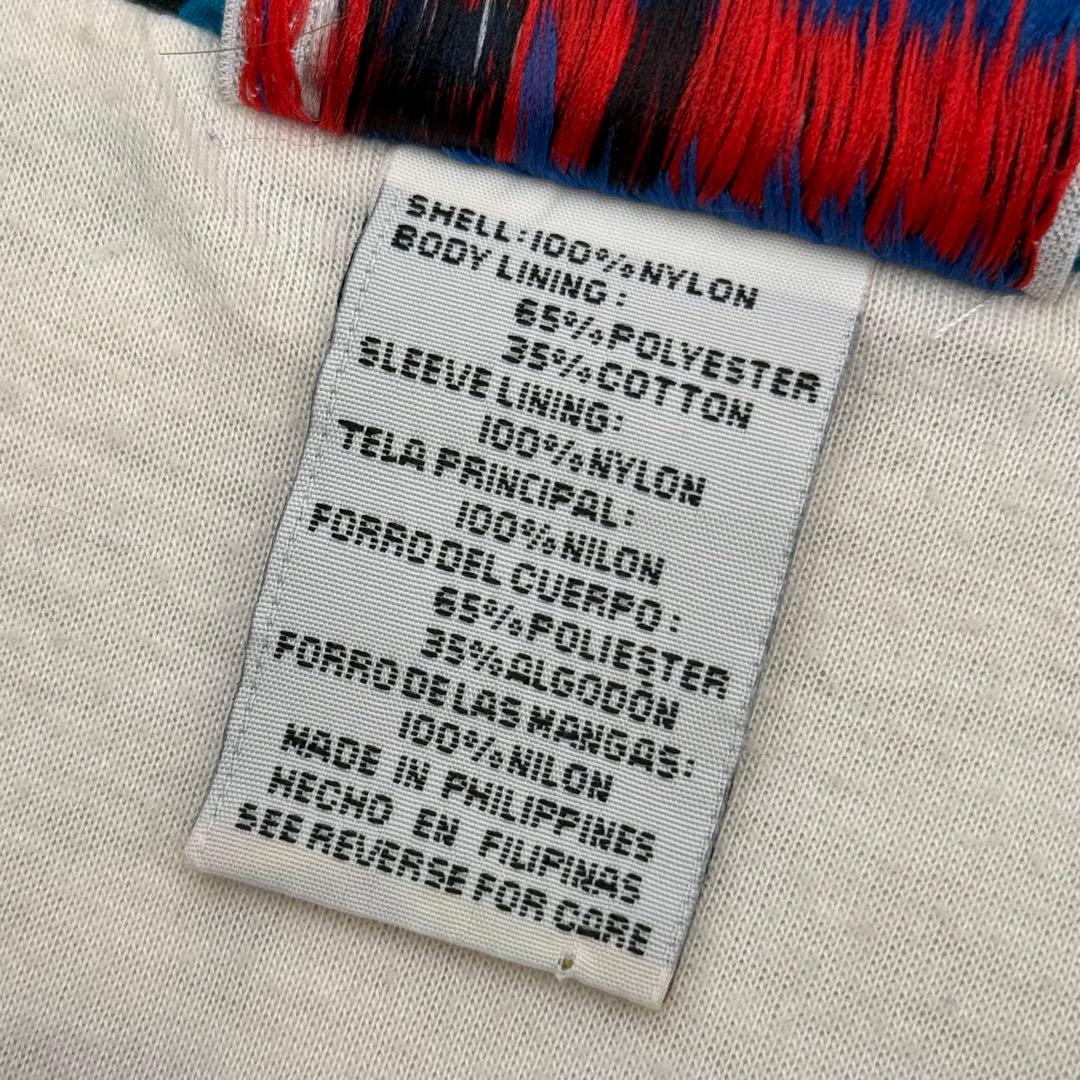 SHELL:100%NYLON
BODY LINING:
65%POLYESTER
35%COTTON
SLEEVE LINING:
100%NYLON
TELA PRINCIPAL:
100%NILON
FORRO DEL CUERPO:
65%POLIESTER
35%ALGODÓN
FORRO DE LAS MANGAS:
100%NILON
MADE IN PHILIPPINES
HECHO EN FILIPINAS
SEE REVERSE FOR CARE